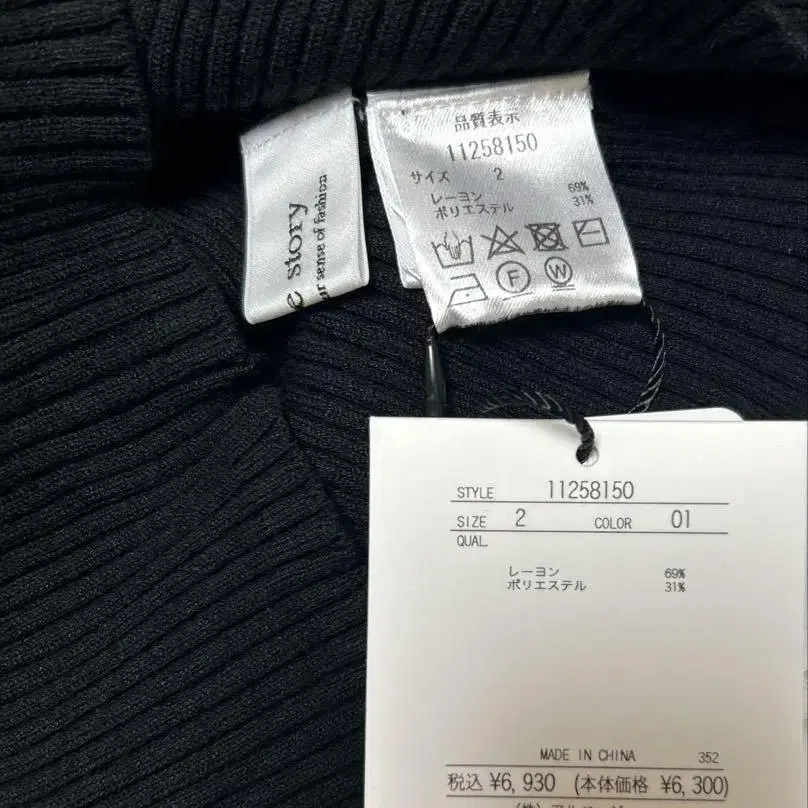 e story
ur sense of fashion
品質表示
11258150
サイズ 2
レーヨン 69%
ポリエステル 31%
F W
STYLE 11258150
SIZE 2 COLOR 01
QUAL.
レーヨン 69%
ポリエステル 31%
MADE IN CHINA 352
税込 ¥6,930 (本体価格 ¥6,300)